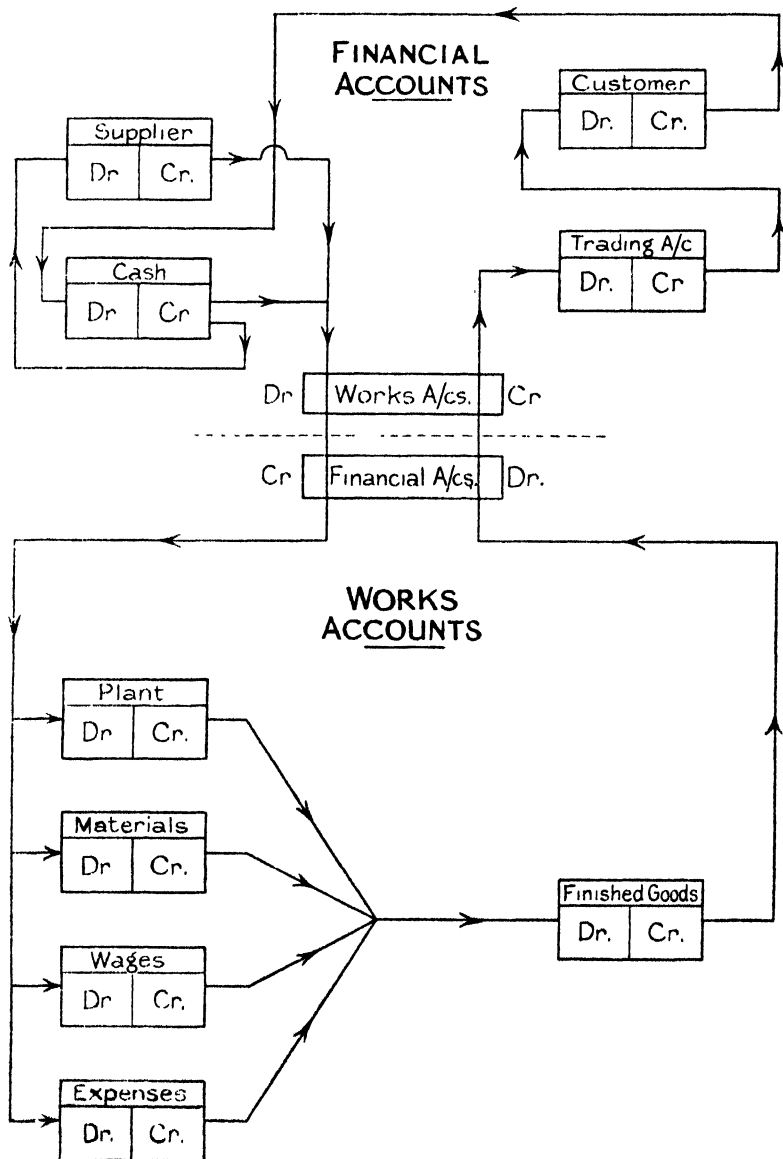 FINANCIAL
ACCOUNTS
Customer
Dr. Cr.
Supplier
Dr Cr.
Trading A/c
Dr. Cr
Cash
Dr Cr
Dr Works A/cs. Cr
Cr Financial A/cs. Dr.
WORKS
ACCOUNTS
Plant
Dr Cr.
Materials
Dr Cr.
Finished Goods
Dr. Cr.
Wages
Dr Cr.
Expenses
Dr. Cr.